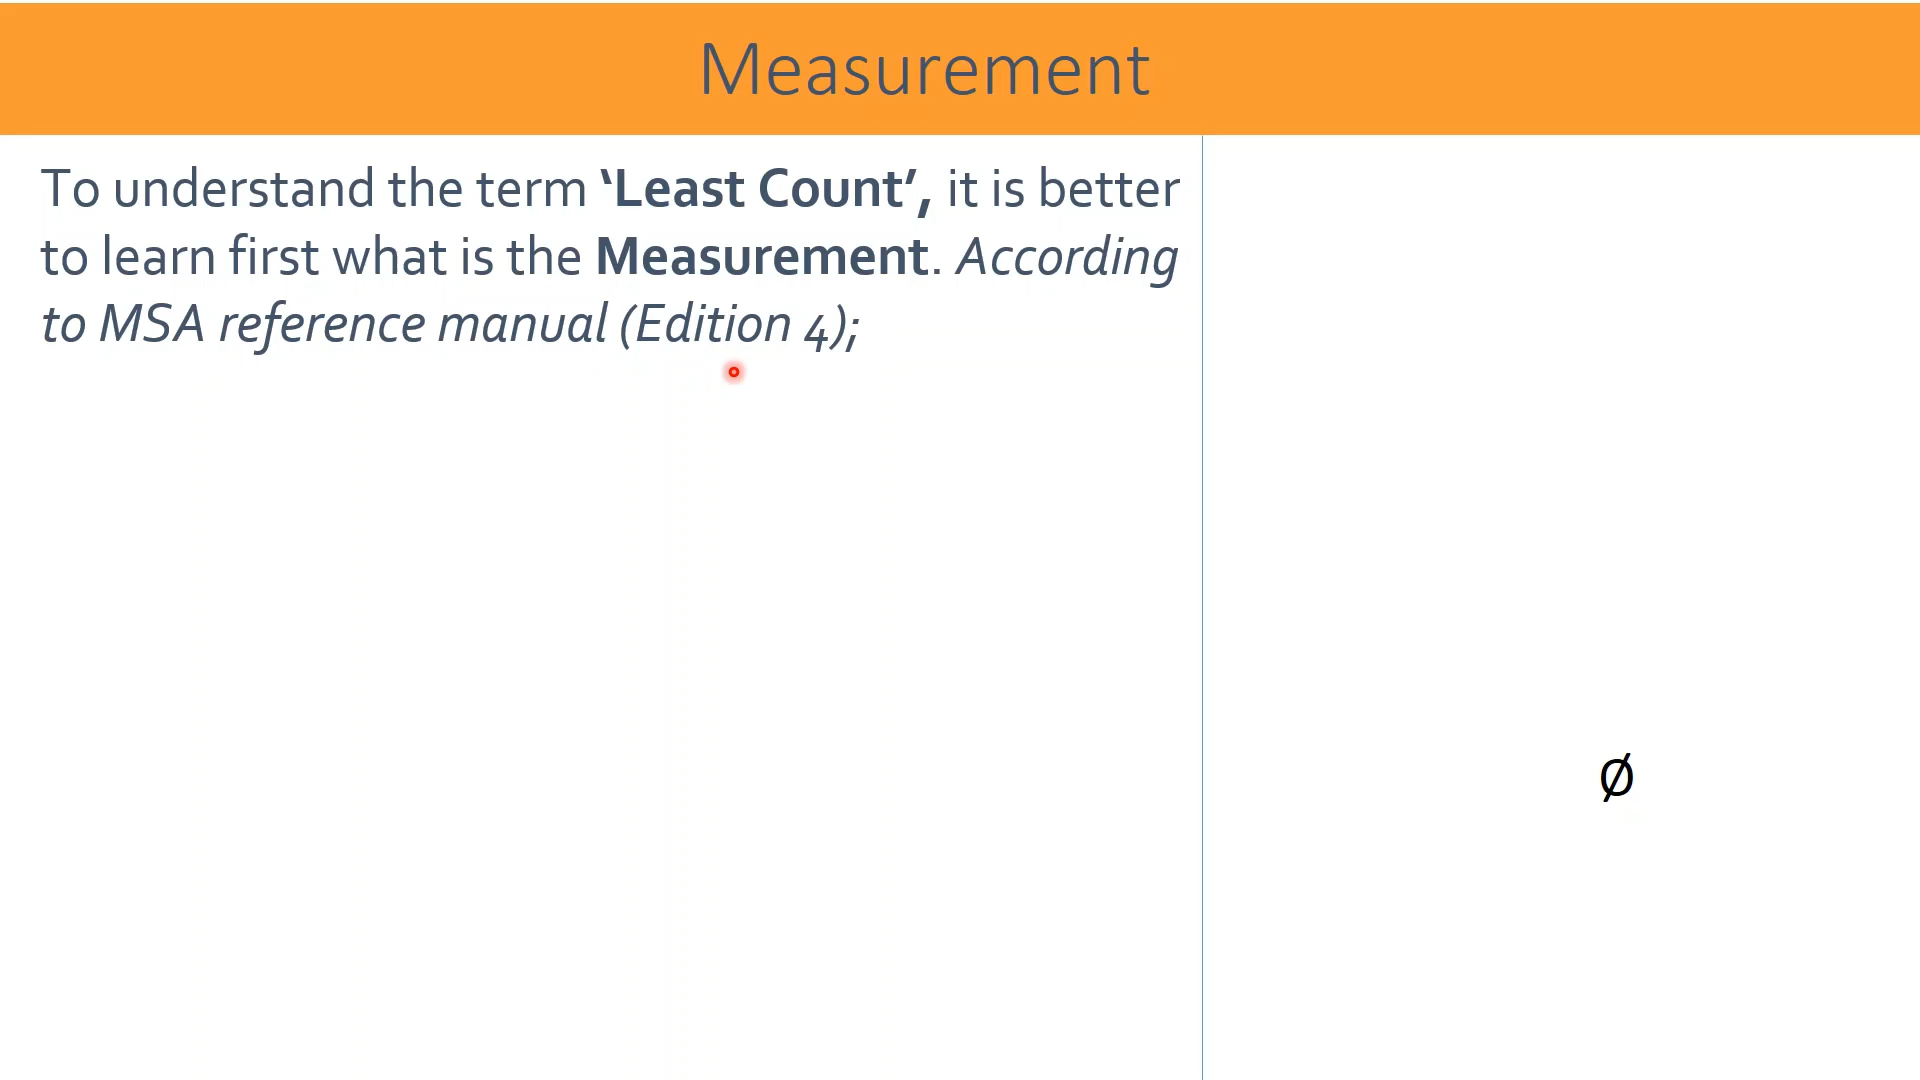 Measurement
To understand the term ‘Least Count’, it is better
to learn first what is the Measurement. According
to MSA reference manual (Edition 4);
Ø